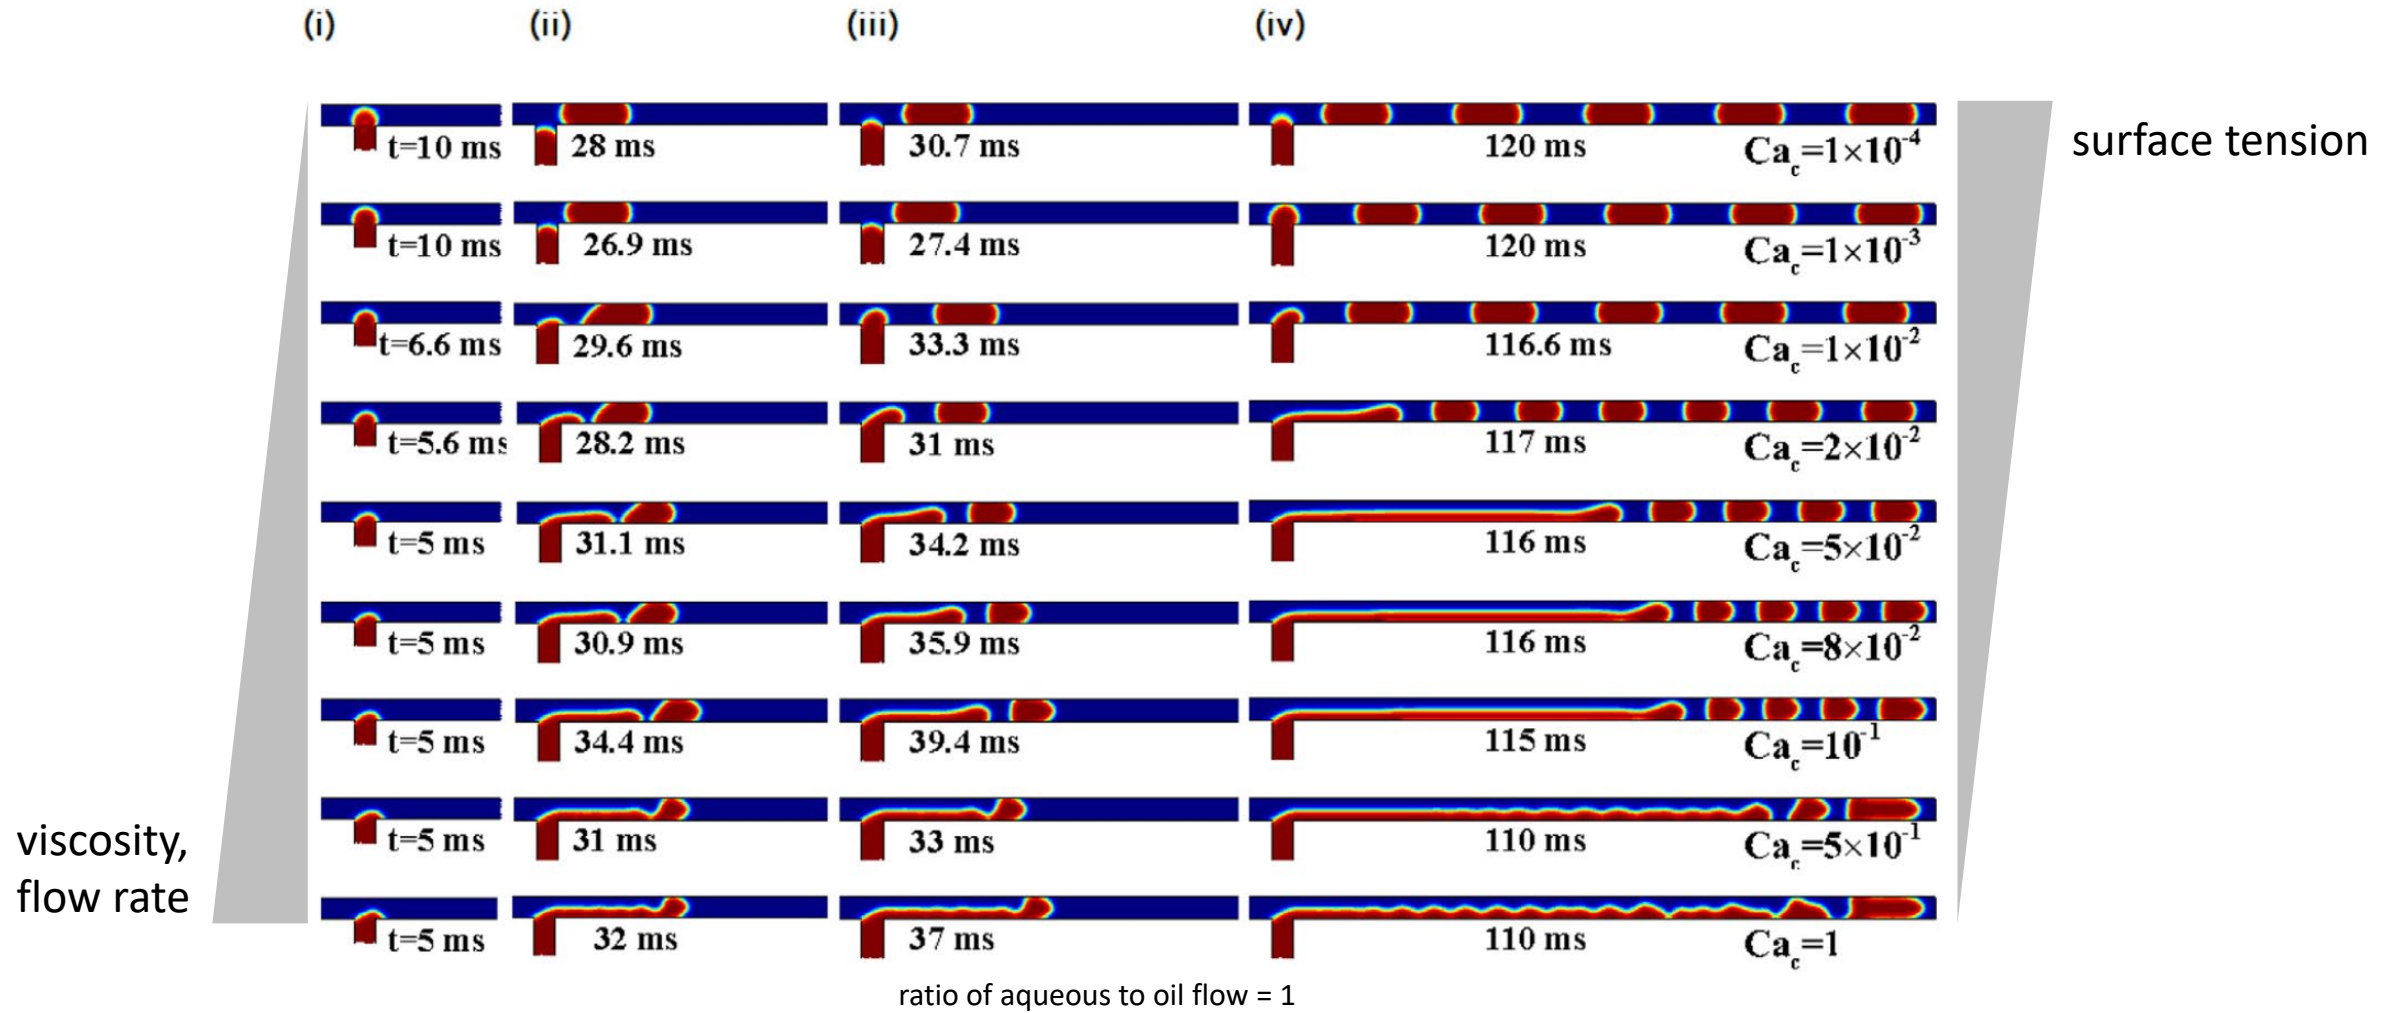 (i) (ii) (iii) (iv)
t=10 ms 28 ms 30.7 ms 120 ms Ca_c=1×10^-4
surface tension
t=10 ms 26.9 ms 27.4 ms 120 ms Ca_c=1×10^-3
t=6.6 ms 29.6 ms 33.3 ms 116.6 ms Ca_c=1×10^-2
t=5.6 ms 28.2 ms 31 ms 117 ms Ca_c=2×10^-2
t=5 ms 31.1 ms 34.2 ms 116 ms Ca_c=5×10^-2
t=5 ms 30.9 ms 35.9 ms 116 ms Ca_c=8×10^-2
t=5 ms 34.4 ms 39.4 ms 115 ms Ca_c=10^-1
t=5 ms 31 ms 33 ms 110 ms Ca_c=5×10^-1
viscosity,
flow rate
t=5 ms 32 ms 37 ms 110 ms Ca_c=1
ratio of aqueous to oil flow = 1